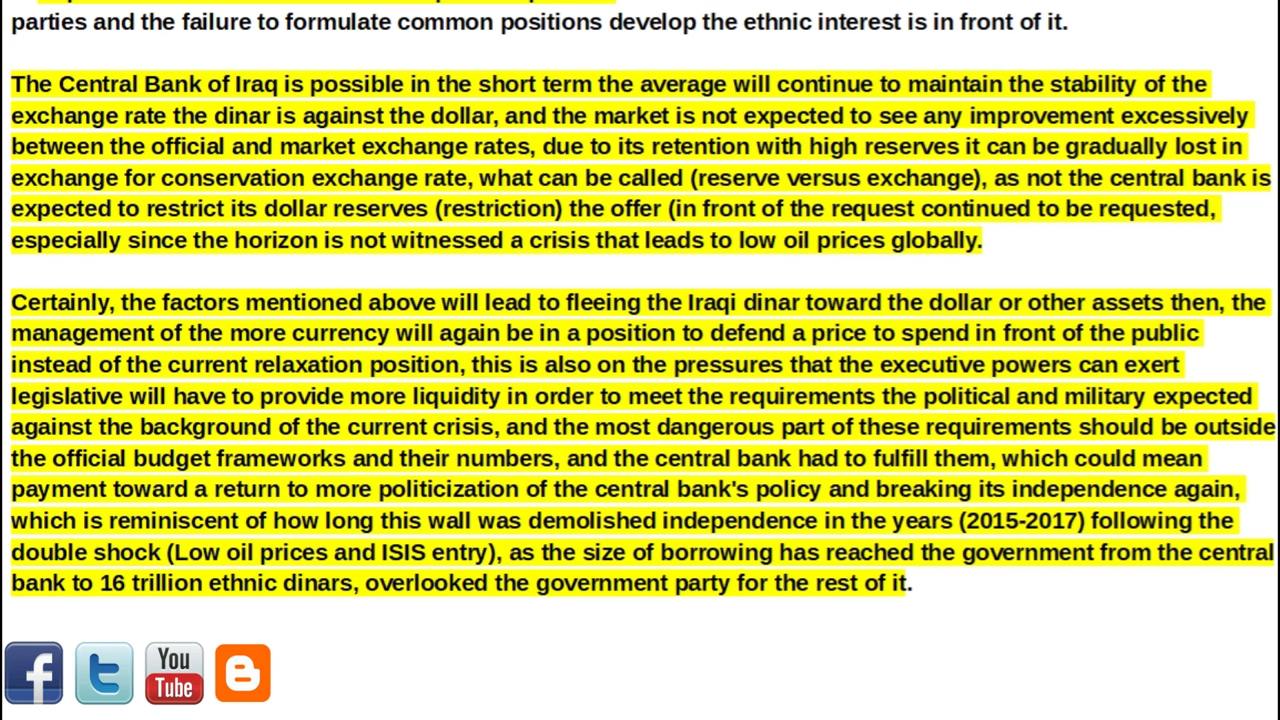 parties and the failure to formulate common positions develop the ethnic interest is in front of it.
The Central Bank of Iraq is possible in the short term the average will continue to maintain the stability of the
exchange rate the dinar is against the dollar, and the market is not expected to see any improvement excessively
between the official and market exchange rates, due to its retention with high reserves it can be gradually lost in
exchange for conservation exchange rate, what can be called (reserve versus exchange), as not the central bank is
expected to restrict its dollar reserves (restriction) the offer (in front of the request continued to be requested,
especially since the horizon is not witnessed a crisis that leads to low oil prices globally.
Certainly, the factors mentioned above will lead to fleeing the Iraqi dinar toward the dollar or other assets then, the
management of the more currency will again be in a position to defend a price to spend in front of the public
instead of the current relaxation position, this is also on the pressures that the executive powers can exert
legislative will have to provide more liquidity in order to meet the requirements the political and military expected
against the background of the current crisis, and the most dangerous part of these requirements should be outside
the official budget frameworks and their numbers, and the central bank had to fulfill them, which could mean
payment toward a return to more politicization of the central bank's policy and breaking its independence again,
which is reminiscent of how long this wall was demolished independence in the years (2015-2017) following the
double shock (Low oil prices and ISIS entry), as the size of borrowing has reached the government from the central
bank to 16 trillion ethnic dinars, overlooked the government party for the rest of it.
f t You Tube B